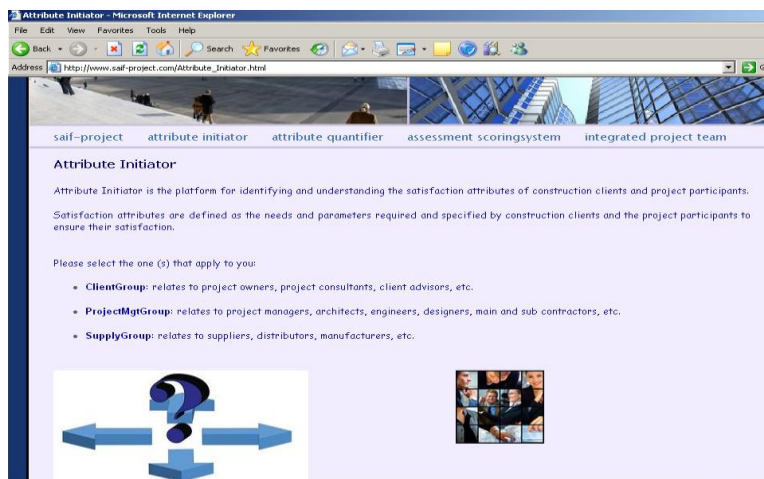 Attribute Initiator - Microsoft Internet Explorer
File Edit View Favorites Tools Help
Back Search Favorites
Address http://www.saif-project.com/Attribute_Initiator.html
saif-project attribute initiator attribute quantifier assessment scoringsystem integrated project team
Attribute Initiator
Attribute Initiator is the platform for identifying and understanding the satisfaction attributes of construction clients and project participants.
Satisfaction attributes are defined as the needs and parameters required and specified by construction clients and the project participants to
ensure their satisfaction.
Please select the one (s) that apply to you:
• ClientGroup: relates to project owners, project consultants, client advisors, etc.
• ProjectMgtGroup: relates to project managers, architects, engineers, designers, main and sub contractors, etc.
• SupplyGroup: relates to suppliers, distributors, manufacturers, etc.
?